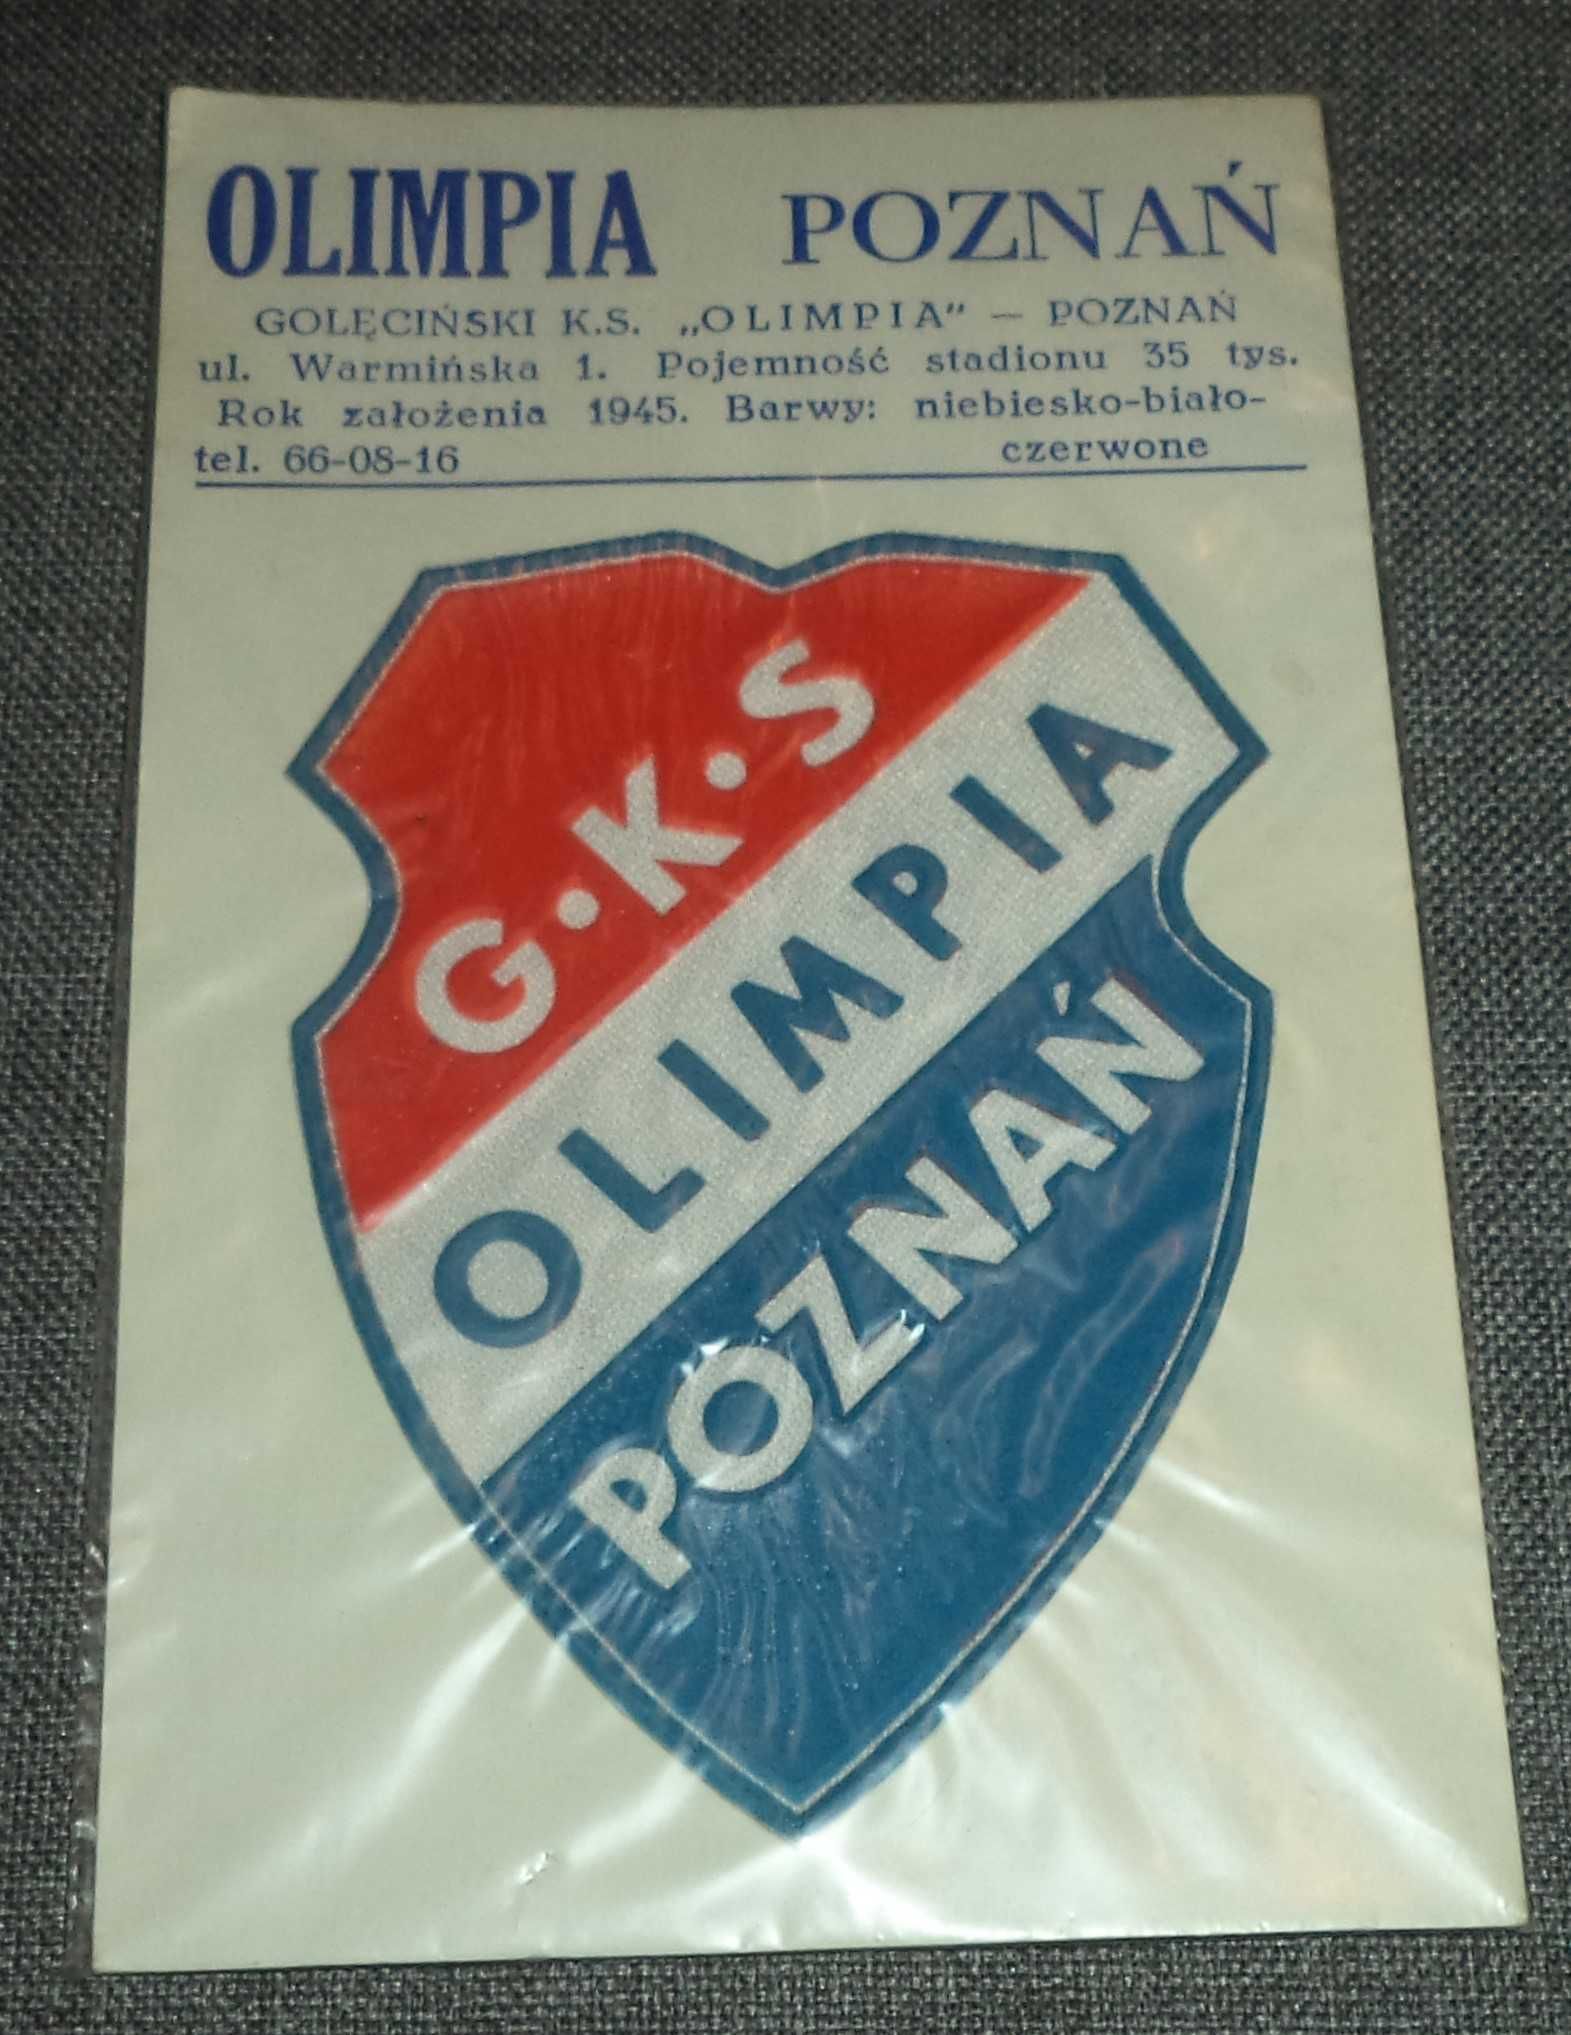 OLIMPIA POZNAŃ
GOLĘCIŃSKI K.S. „OLIMPIA” — POZNAŃ
ul. Warmińska 1. Pojemność stadionu 35 tys.
Rok założenia 1945. Barwy: niebiesko-biało-
tel. 66-08-16 czerwone
G·K·S
OLIMPIA
POZNAŃ